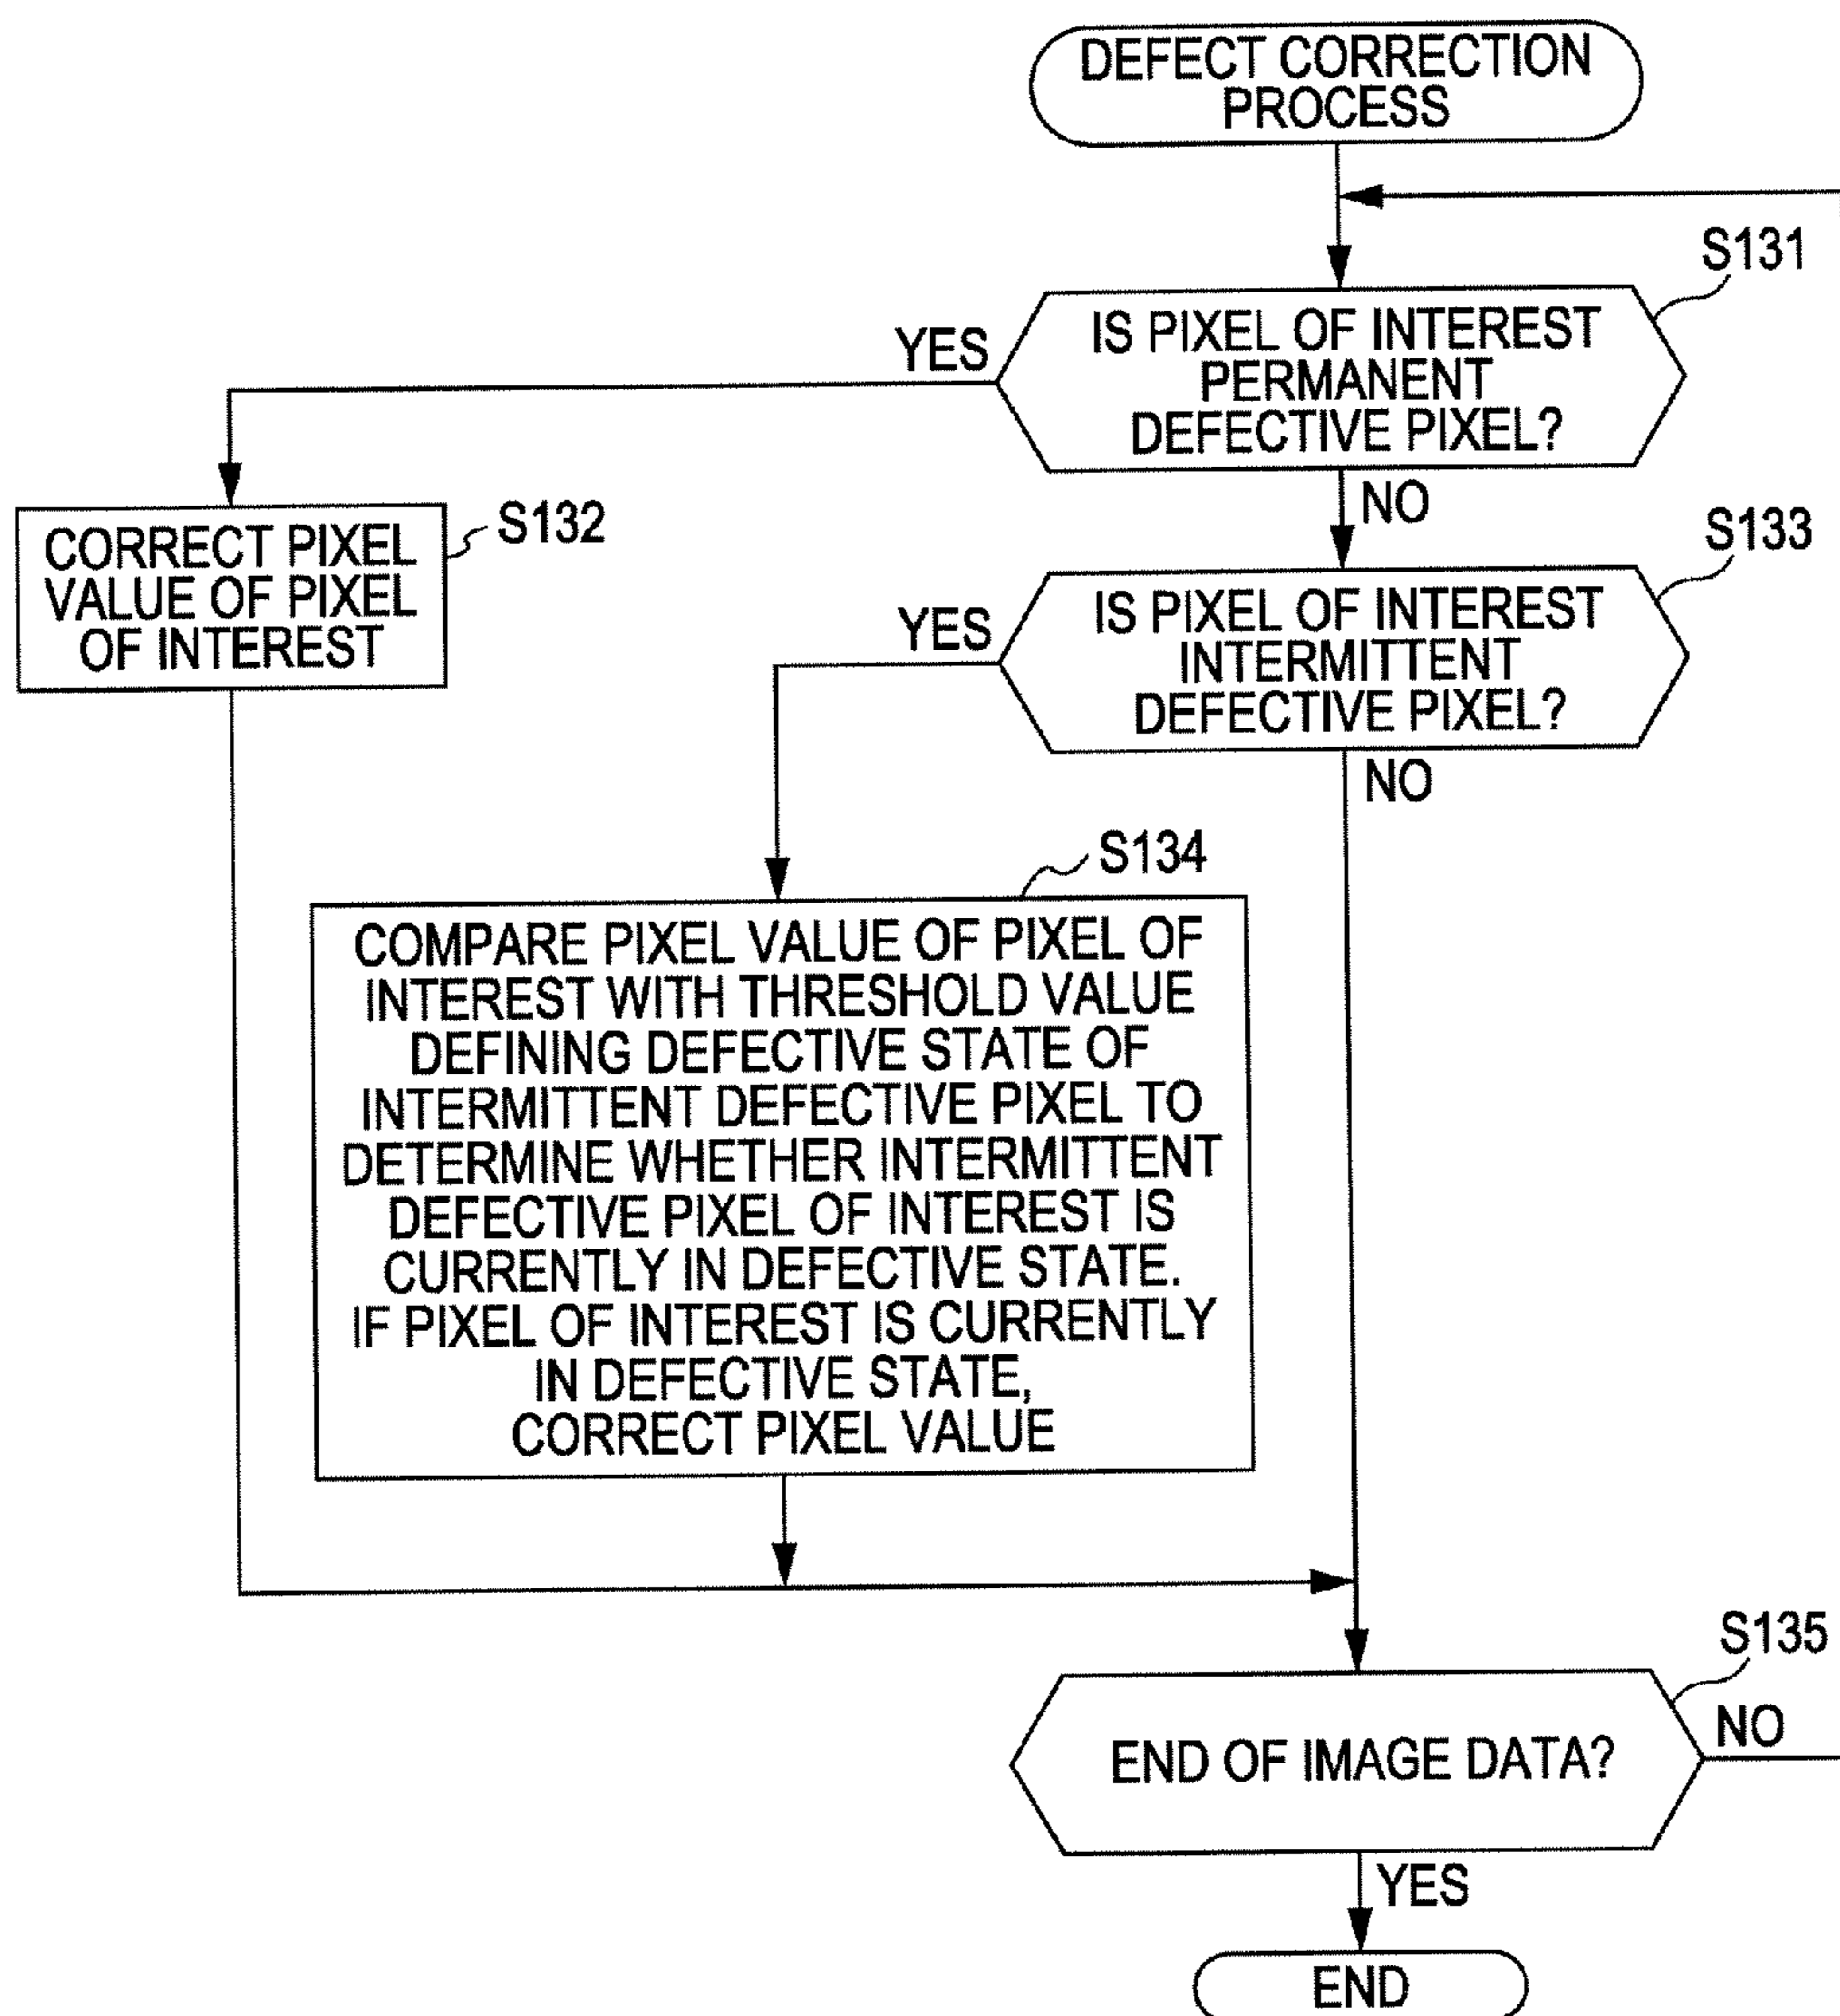 DEFECT CORRECTION
PROCESS
S131
IS PIXEL OF INTEREST
PERMANENT
DEFECTIVE PIXEL?
YES
NO
S132
CORRECT PIXEL
VALUE OF PIXEL
OF INTEREST
S133
IS PIXEL OF INTEREST
INTERMITTENT
DEFECTIVE PIXEL?
YES
NO
S134
COMPARE PIXEL VALUE OF PIXEL OF
INTEREST WITH THRESHOLD VALUE
DEFINING DEFECTIVE STATE OF
INTERMITTENT DEFECTIVE PIXEL TO
DETERMINE WHETHER INTERMITTENT
DEFECTIVE PIXEL OF INTEREST IS
CURRENTLY IN DEFECTIVE STATE.
IF PIXEL OF INTEREST IS CURRENTLY
IN DEFECTIVE STATE,
CORRECT PIXEL VALUE
S135
END OF IMAGE DATA?
NO
YES
END